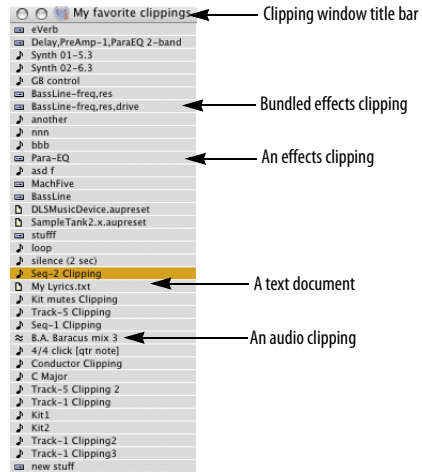 My favorite clippings
Clipping window title bar
eVerb
Delay,PreAmp-1,ParaEQ 2-band
Synth 01-5.3
Synth 02-6.3
GB control
BassLine-freq,res
BassLine-freq,res,drive
Bundled effects clipping
another
nnn
bbb
Para-EQ
An effects clipping
asd f
MachFive
BassLine
DLSMusicDevice.aupreset
SampleTank2.x.aupreset
stufff
loop
silence (2 sec)
Seq-2 Clipping
My Lyrics.txt
A text document
Kit mutes Clipping
Track-5 Clipping
Seq-1 Clipping
B.A. Baracus mix 3
An audio clipping
4/4 click [qtr note]
Conductor Clipping
C Major
Track-5 Clipping 2
Track-1 Clipping
Kit1
Kit2
Track-1 Clipping2
Track-1 Clipping3
new stuff